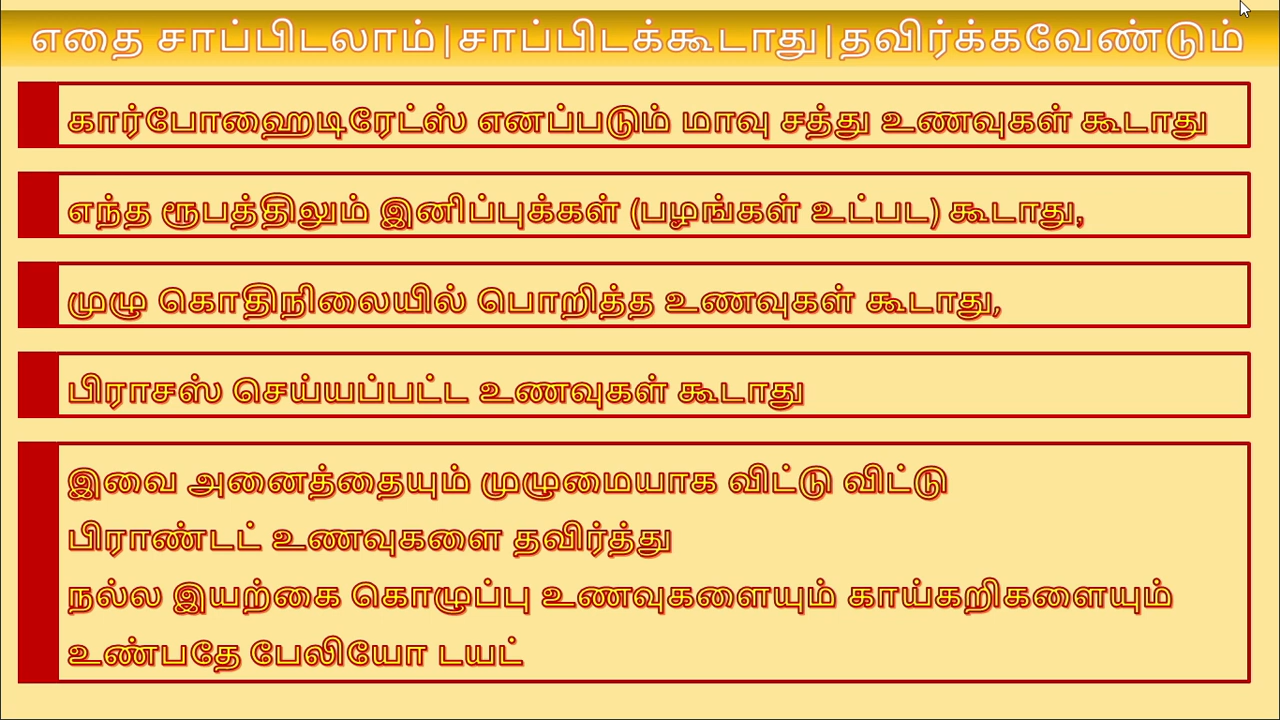 எதை சாப்பிடலாம்|சாப்பிடக்கூடாது|தவிர்க்கவேண்டும்
கார்போஹைடிரேட்ஸ் எனப்படும் மாவு சத்து உணவுகள் கூடாது
எந்த ரூபத்திலும் இனிப்புக்கள் (பழங்கள் உட்பட) கூடாது,
முழு கொதிநிலையில் பொறித்த உணவுகள் கூடாது,
பிராசஸ் செய்யப்பட்ட உணவுகள் கூடாது
இவை அனைத்தையும் முழுமையாக விட்டு விட்டு
பிராண்டட் உணவுகளை தவிர்த்து
நல்ல இயற்கை கொழுப்பு உணவுகளையும் காய்கறிகளையும்
உண்பதே பேலியோ டயட்